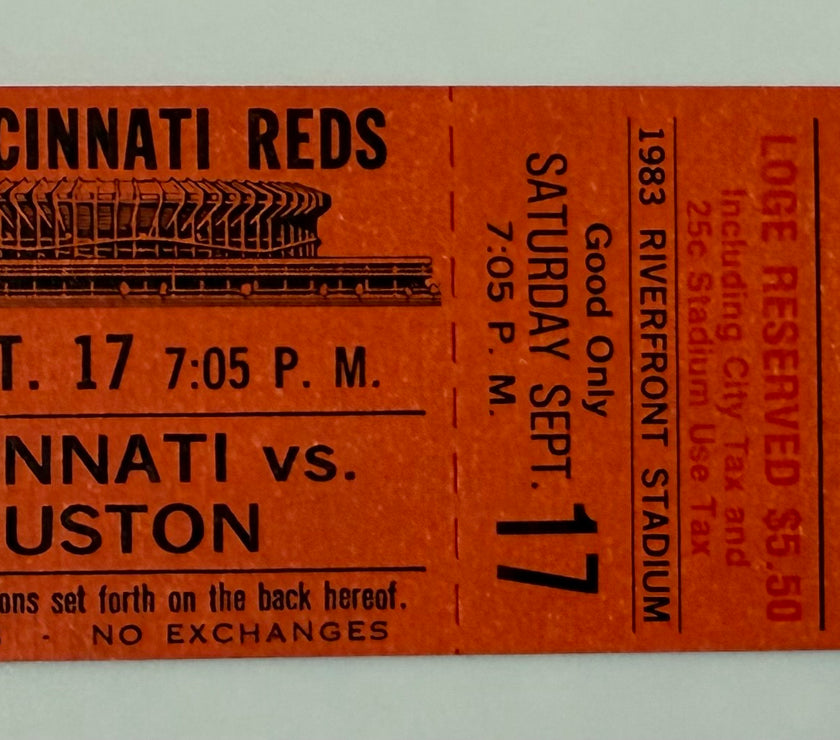 CINNATI REDS
T. 17 7:05 P. M.
NNATI vs.
USTON
ons set forth on the back hereof.
NO EXCHANGES
LOGE RESERVED $5.50
Including City Tax and
25c Stadium Use Tax
1983 RIVERFRONT STADIUM
Good Only
SATURDAY SEPT. 17
7:05 P. M.